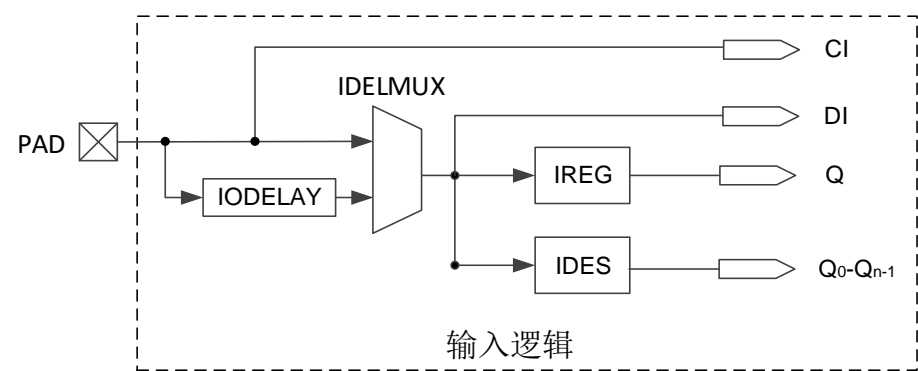 CI
IDELMUX
DI
PAD
IREG
Q
IODELAY
IDES
Q0-Qn-1
输入逻辑